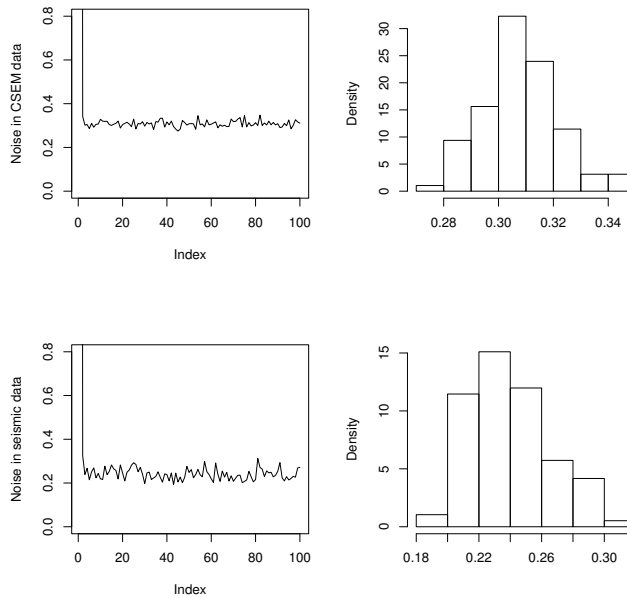 Noise in CSEM data
0.0 0.2 0.4 0.6 0.8
0 20 40 60 80 100
Index
Density
0 5 10 15 20 25 30
0.28 0.30 0.32 0.34
Noise in seismic data
0.0 0.2 0.4 0.6 0.8
0 20 40 60 80 100
Index
Density
0 5 10 15
0.18 0.22 0.26 0.30